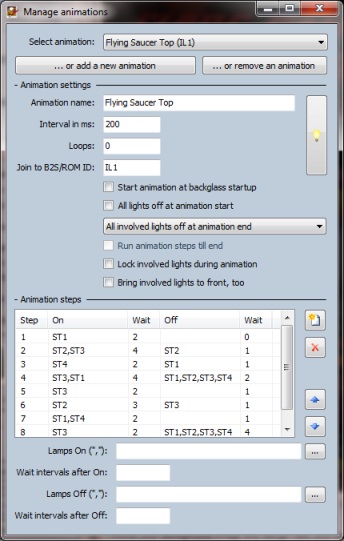 Manage animations
Select animation: Flying Saucer Top (IL1)
... or add a new animation ... or remove an animation
Animation settings
Animation name: Flying Saucer Top
Interval in ms: 200
Loops: 0
Join to B2S/ROM ID: IL1
Start animation at backglass startup
All lights off at animation start
All involved lights off at animation end
Run animation steps till end
Lock involved lights during animation
Bring involved lights to front, too
Animation steps
Step On Wait Off Wait
1 ST1 2 0
2 ST2,ST3 4 ST2 1
3 ST4 2 ST1 1
4 ST3,ST1 4 ST1,ST2,ST3,ST4 2
5 ST3 2 1
6 ST2 3 ST3 1
7 ST1,ST4 2 1
8 ST3 2 ST1,ST2,ST3,ST4 4
Lamps On (","): ...
Wait intervals after On:
Lamps Off (","): ...
Wait intervals after Off: